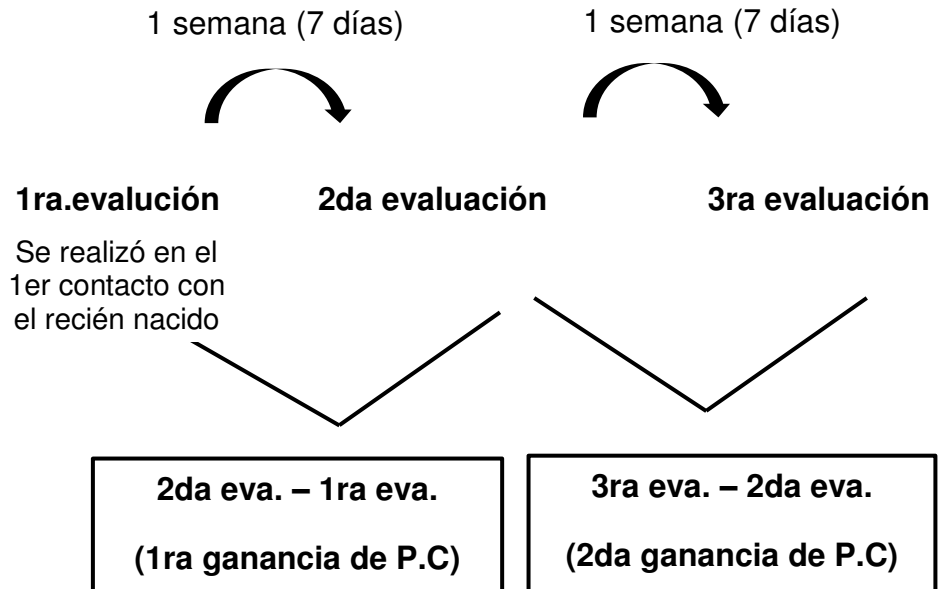 1 semana (7 días)
1 semana (7 días)
1ra.evalución
2da evaluación
3ra evaluación
Se realizó en el
1er contacto con
el recién nacido
2da eva. – 1ra eva.
(1ra ganancia de P.C)
3ra eva. – 2da eva.
(2da ganancia de P.C)